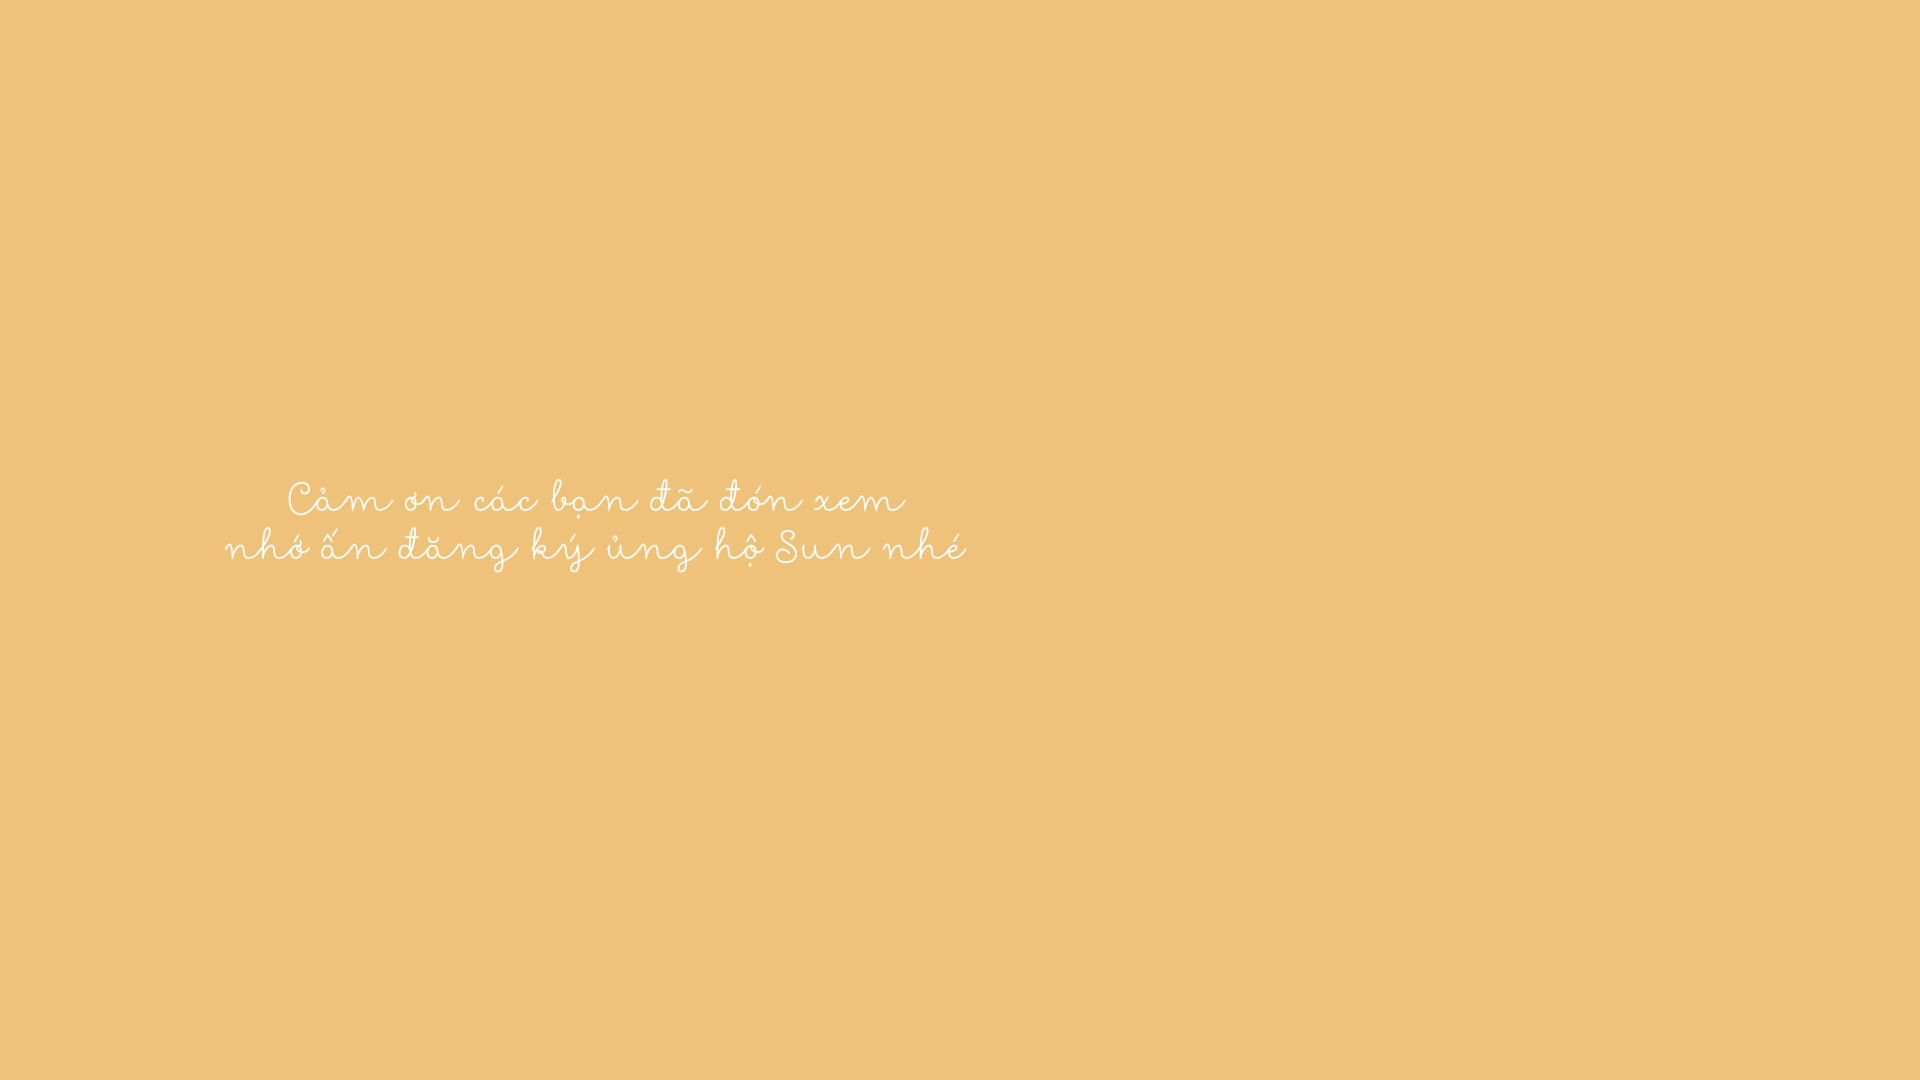 Cảm ơn các bạn đã đón xem
nhớ ấn đăng ký ủng hộ Sun nhé